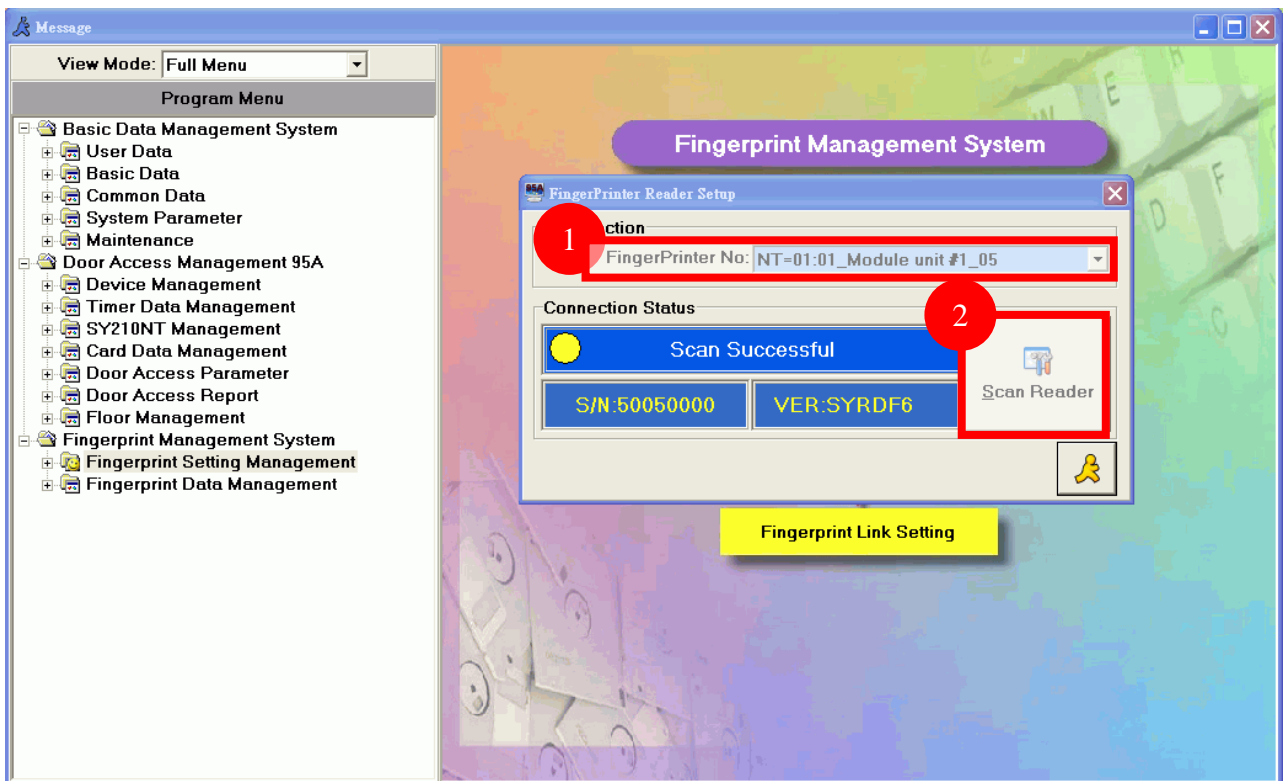 Message
View Mode: Full Menu
Program Menu
Basic Data Management System
User Data
Basic Data
Common Data
System Parameter
Maintenance
Door Access Management 95A
Device Management
Timer Data Management
SY210NT Management
Card Data Management
Door Access Parameter
Door Access Report
Floor Management
Fingerprint Management System
Fingerprint Setting Management
Fingerprint Data Management
Fingerprint Management System
95A FingerPrinter Reader Setup
ction
1
FingerPrinter No: NT=01:01_Module unit #1_05
Connection Status
2
Scan Successful
S/N:50050000 VER:SYRDF6
Scan Reader
Fingerprint Link Setting
W E R
D F